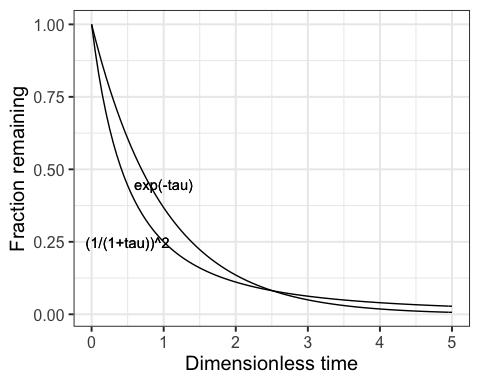 1.00
0.75
0.50
0.25
0.00
Fraction remaining
exp(-tau)
(1/(1+tau))^2
0 1 2 3 4 5
Dimensionless time